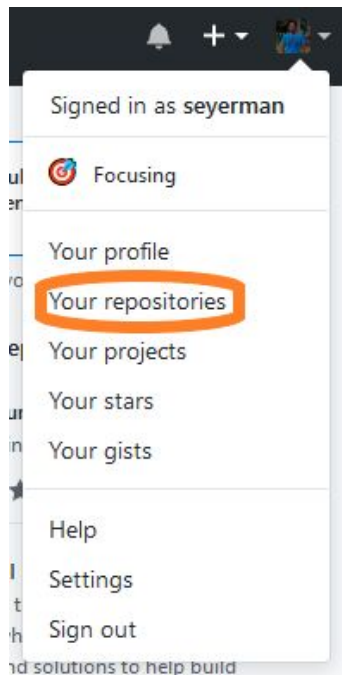 Signed in as seyerman
Focusing
Your profile
Your repositories
Your projects
Your stars
Your gists
Help
Settings
Sign out
nd solutions to help build